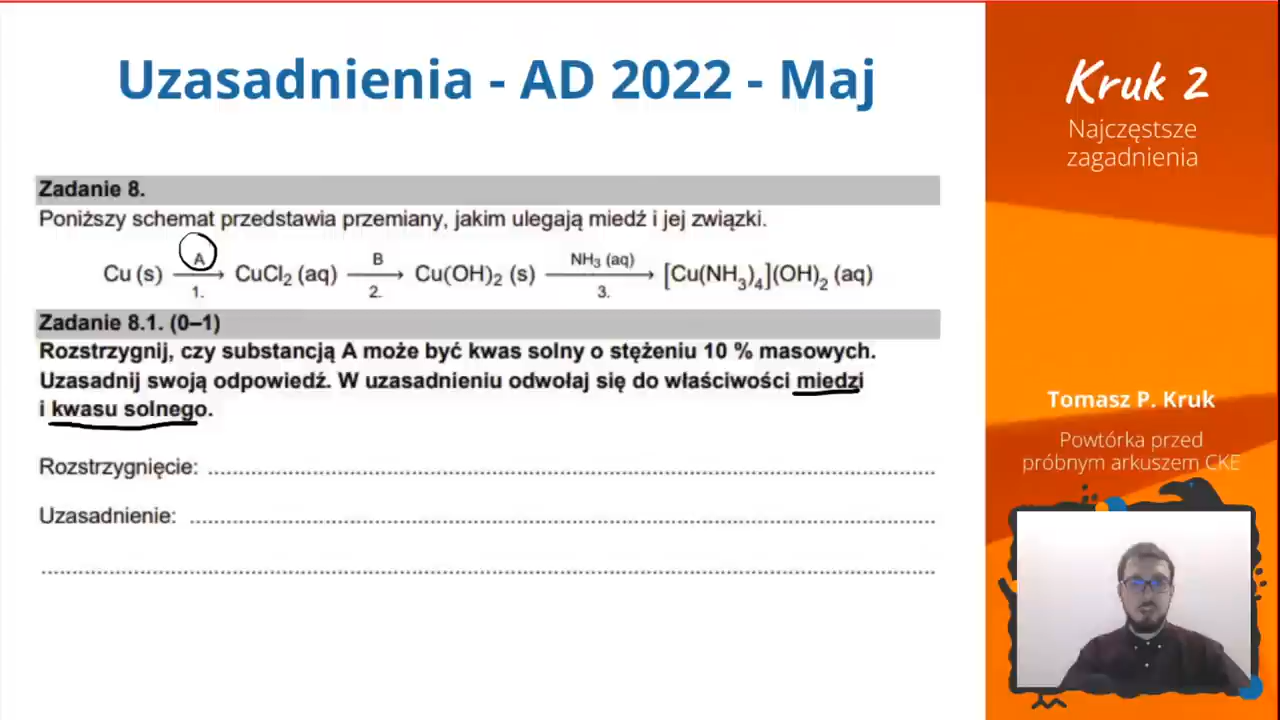 Uzasadnienia - AD 2022 - Maj
Zadanie 8.
Poniższy schemat przedstawia przemiany, jakim ulegają miedź i jej związki.
A B NH₃ (aq)
Cu (s) → CuCl₂ (aq) → Cu(OH)₂ (s) → [Cu(NH₃)₄](OH)₂ (aq)
1. 2. 3.
Zadanie 8.1. (0–1)
Rozstrzygnij, czy substancją A może być kwas solny o stężeniu 10 % masowych.
Uzasadnij swoją odpowiedź. W uzasadnieniu odwołaj się do właściwości miedzi
i kwasu solnego.
Rozstrzygnięcie: ........................................
Uzasadnienie: ........................................
........................................
Kruk 2
Najczęstsze
zagadnienia
Tomasz P. Kruk
Powtórka przed
próbnym arkuszem CKE